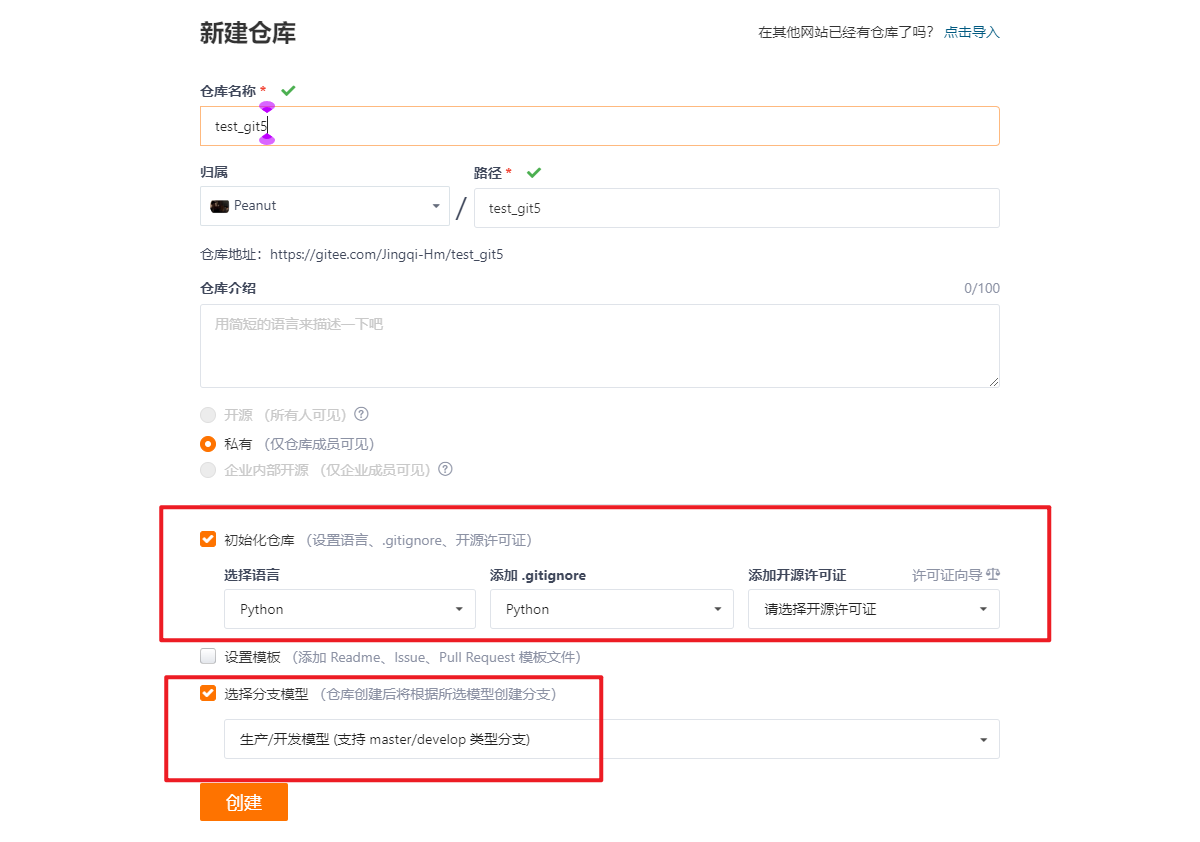 新建仓库
在其他网站已经有仓库了吗? 点击导入
仓库名称 *
test_git5
归属
路径 *
Peanut / test_git5
仓库地址：https://gitee.com/Jingqi-Hm/test_git5
仓库介绍 0/100
用简短的语言来描述一下吧
开源 （所有人可见） ?
私有 （仅仓库成员可见）
企业内部开源 （仅企业成员可见） ?
初始化仓库 （设置语言、.gitignore、开源许可证）
选择语言 添加 .gitignore 添加开源许可证 许可证向导
Python Python 请选择开源许可证
设置模板 （添加 Readme、Issue、Pull Request 模板文件）
选择分支模型 （仓库创建后将根据所选模型创建分支）
生产/开发模型 (支持 master/develop 类型分支)
创建